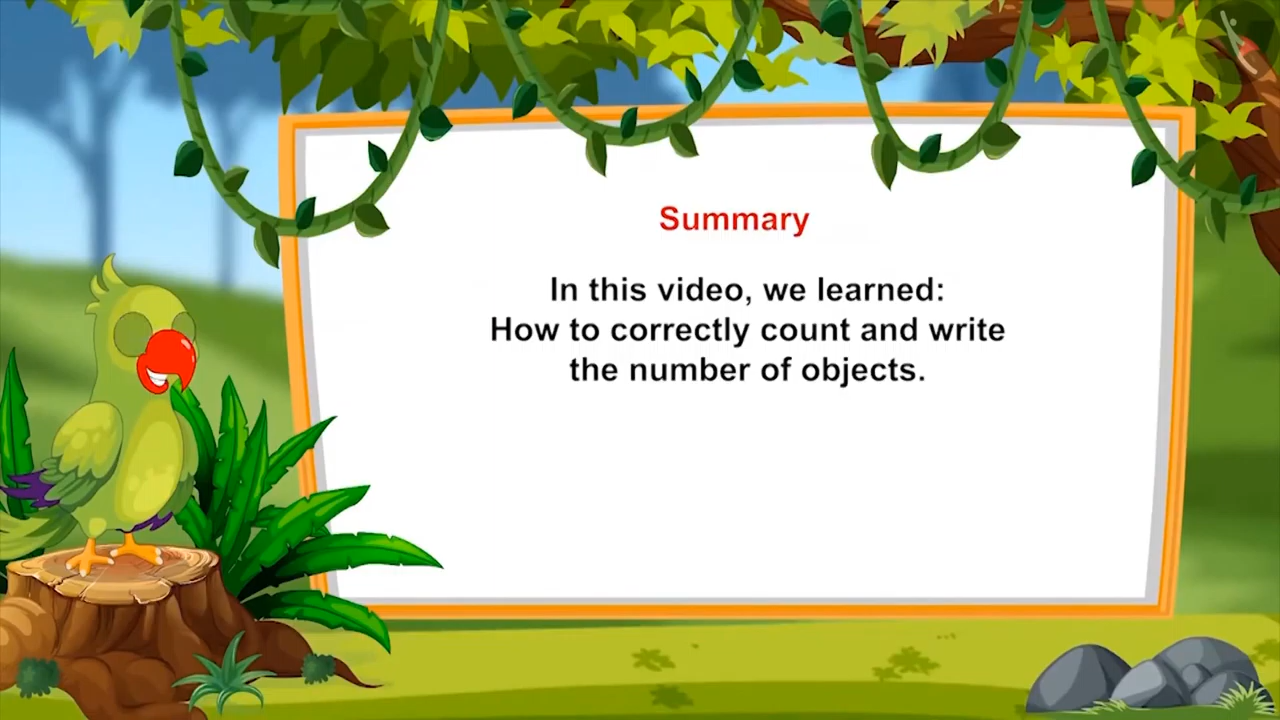 Summary
In this video, we learned:
How to correctly count and write
the number of objects.